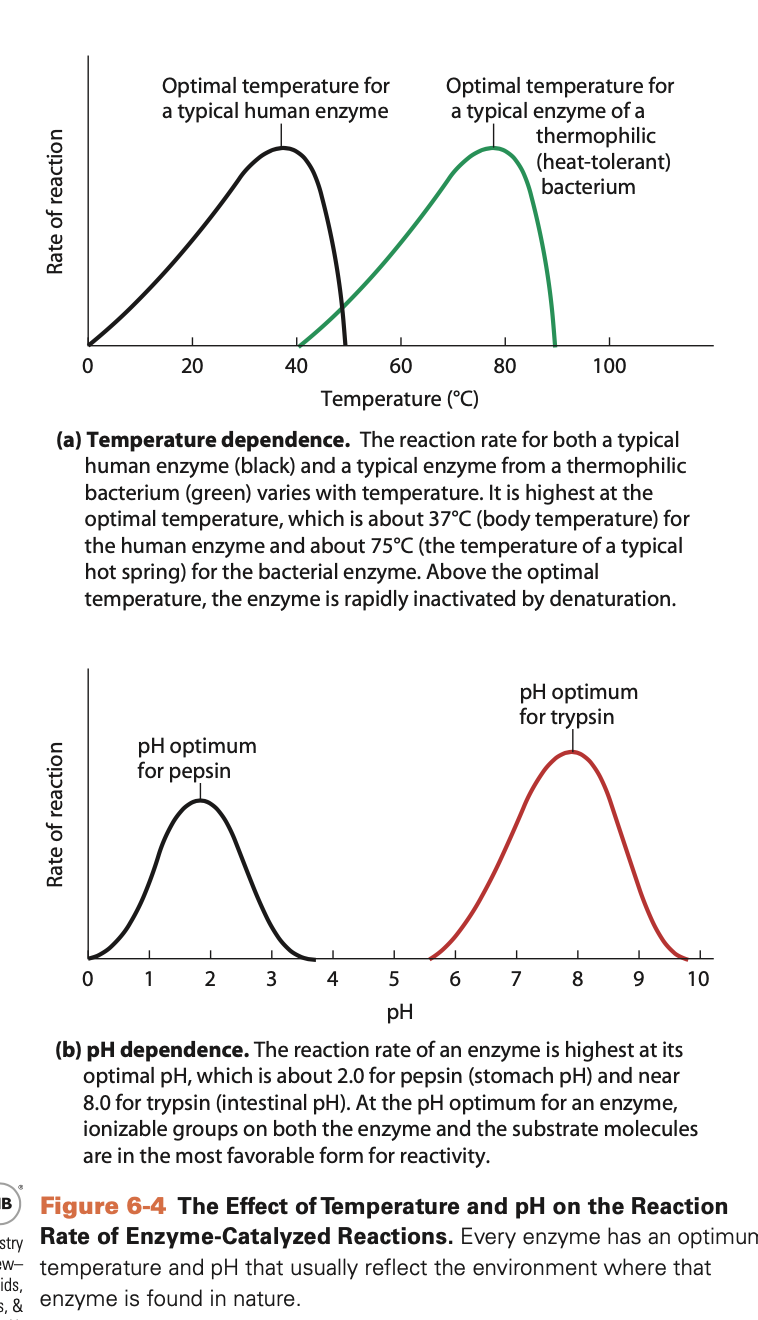 Optimal temperature for
a typical human enzyme
Optimal temperature for
a typical enzyme of a
thermophilic
(heat-tolerant)
bacterium
Rate of reaction
0 20 40 60 80 100
Temperature (°C)
(a) Temperature dependence. The reaction rate for both a typical
human enzyme (black) and a typical enzyme from a thermophilic
bacterium (green) varies with temperature. It is highest at the
optimal temperature, which is about 37°C (body temperature) for
the human enzyme and about 75°C (the temperature of a typical
hot spring) for the bacterial enzyme. Above the optimal
temperature, the enzyme is rapidly inactivated by denaturation.
pH optimum
for trypsin
pH optimum
for pepsin
Rate of reaction
0 1 2 3 4 5 6 7 8 9 10
pH
(b) pH dependence. The reaction rate of an enzyme is highest at its
optimal pH, which is about 2.0 for pepsin (stomach pH) and near
8.0 for trypsin (intestinal pH). At the pH optimum for an enzyme,
ionizable groups on both the enzyme and the substrate molecules
are in the most favorable form for reactivity.
Figure 6-4 The Effect of Temperature and pH on the Reaction
Rate of Enzyme-Catalyzed Reactions. Every enzyme has an optimum
temperature and pH that usually reflect the environment where that
enzyme is found in nature.